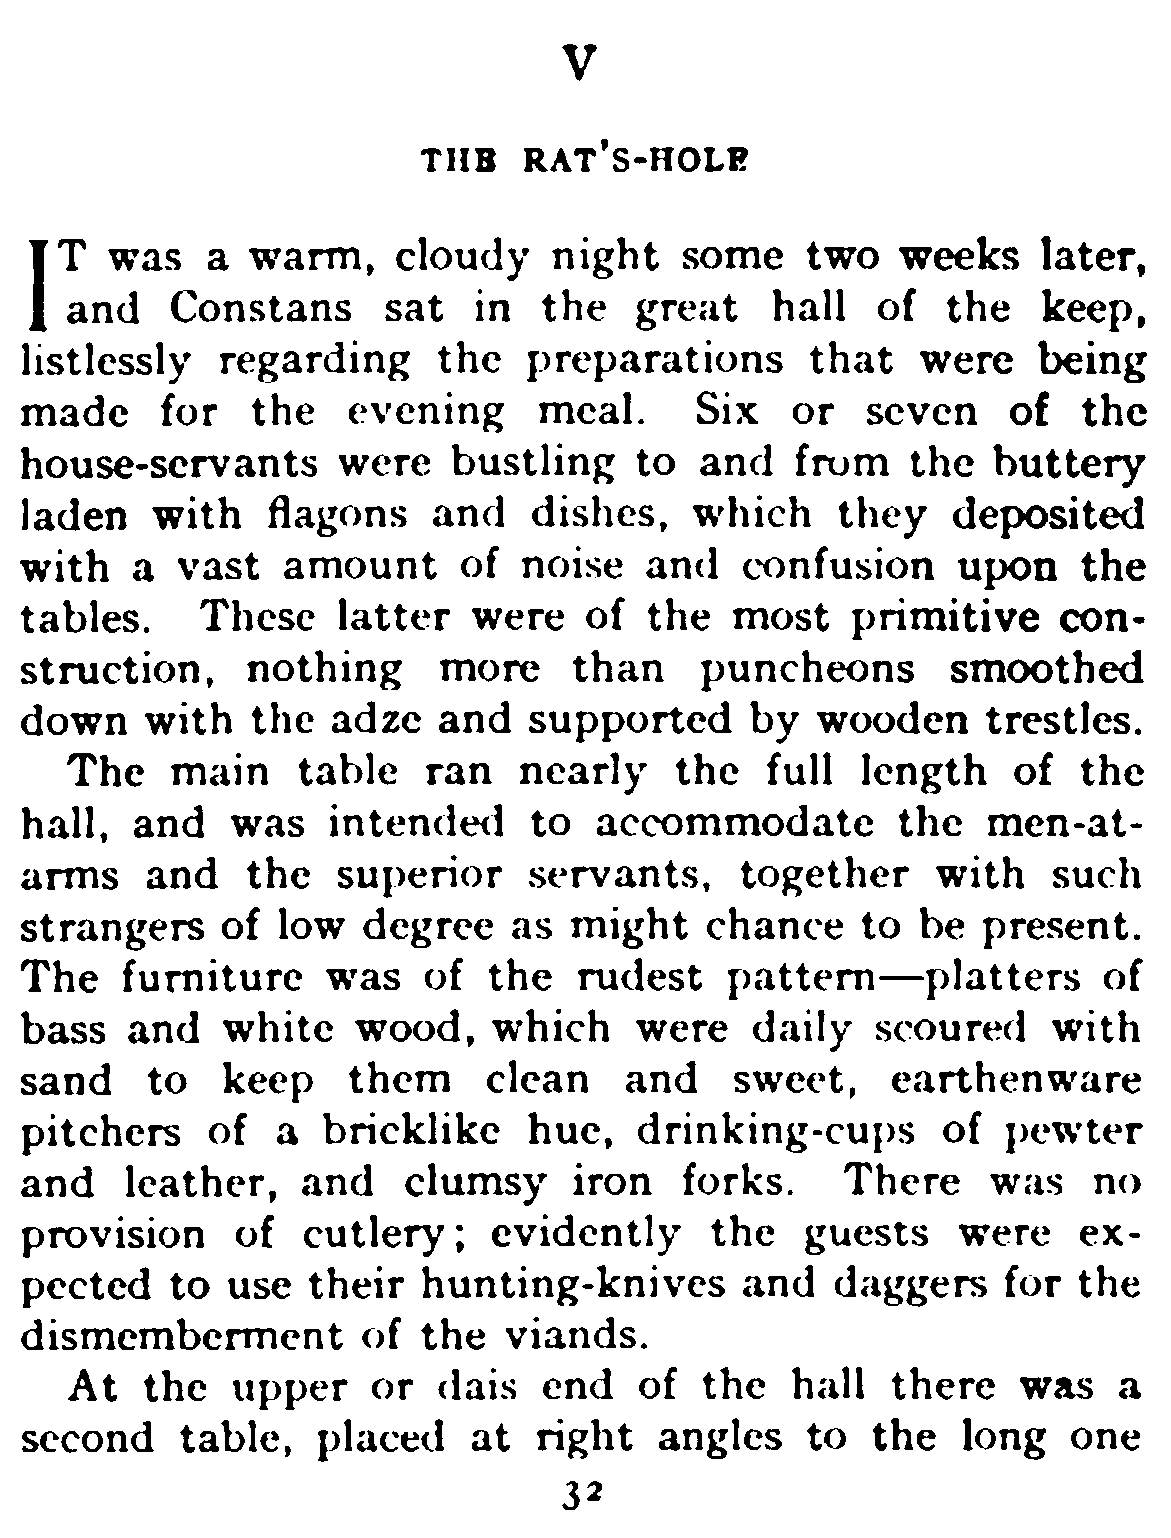 V
THE RAT'S-HOLE
IT was a warm, cloudy night some two weeks later,
and Constans sat in the great hall of the keep,
listlessly regarding the preparations that were being
made for the evening meal. Six or seven of the
house-servants were bustling to and from the buttery
laden with flagons and dishes, which they deposited
with a vast amount of noise and confusion upon the
tables. These latter were of the most primitive con-
struction, nothing more than puncheons smoothed
down with the adze and supported by wooden trestles.
The main table ran nearly the full length of the
hall, and was intended to accommodate the men-at-
arms and the superior servants, together with such
strangers of low degree as might chance to be present.
The furniture was of the rudest pattern—platters of
bass and white wood, which were daily scoured with
sand to keep them clean and sweet, earthenware
pitchers of a bricklike hue, drinking-cups of pewter
and leather, and clumsy iron forks. There was no
provision of cutlery; evidently the guests were ex-
pected to use their hunting-knives and daggers for the
dismemberment of the viands.
At the upper or dais end of the hall there was a
second table, placed at right angles to the long one
32